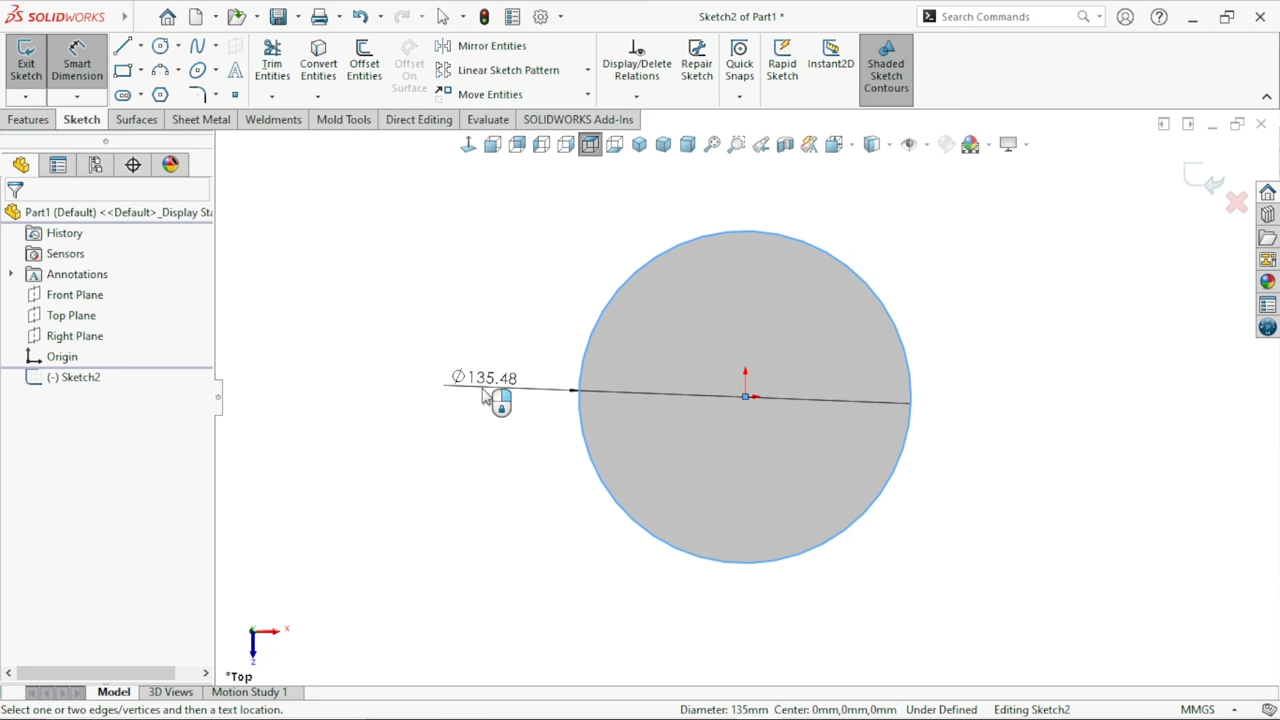 SOLIDWORKS
Sketch2 of Part1 *
Search Commands
Exit Sketch
Smart Dimension
Trim Entities
Convert Entities
Offset Entities
Offset On Surface
Mirror Entities
Linear Sketch Pattern
Move Entities
Display/Delete Relations
Repair Sketch
Quick Snaps
Rapid Sketch
Instant2D
Shaded Sketch Contours
Features
Sketch
Surfaces
Sheet Metal
Weldments
Mold Tools
Direct Editing
Evaluate
SOLIDWORKS Add-Ins
Part1 (Default) <<Default>_Display Sta
History
Sensors
Annotations
Front Plane
Top Plane
Right Plane
Origin
(-) Sketch2
∅135.48
x
z
*Top
Model
3D Views
Motion Study 1
Select one or two edges/vertices and then a text location.
Diameter: 135mm Center: 0mm,0mm,0mm
Under Defined
Editing Sketch2
MMGS